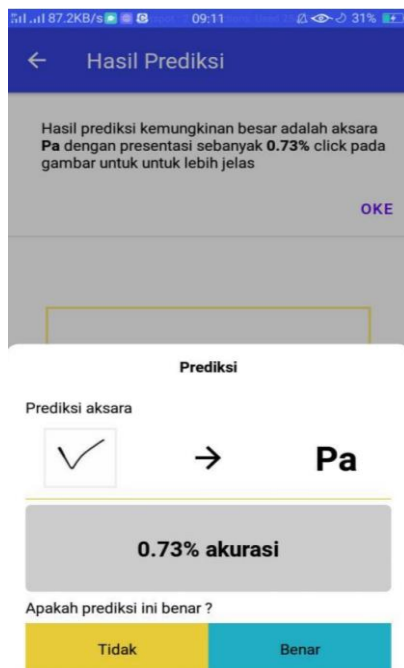 87.2KB/s 09:11 31%
Hasil Prediksi
Hasil prediksi kemungkinan besar adalah aksara
Pa dengan presentasi sebanyak 0.73% click pada
gambar untuk untuk lebih jelas
OKE
Prediksi
Prediksi aksara
→ Pa
0.73% akurasi
Apakah prediksi ini benar ?
Tidak Benar